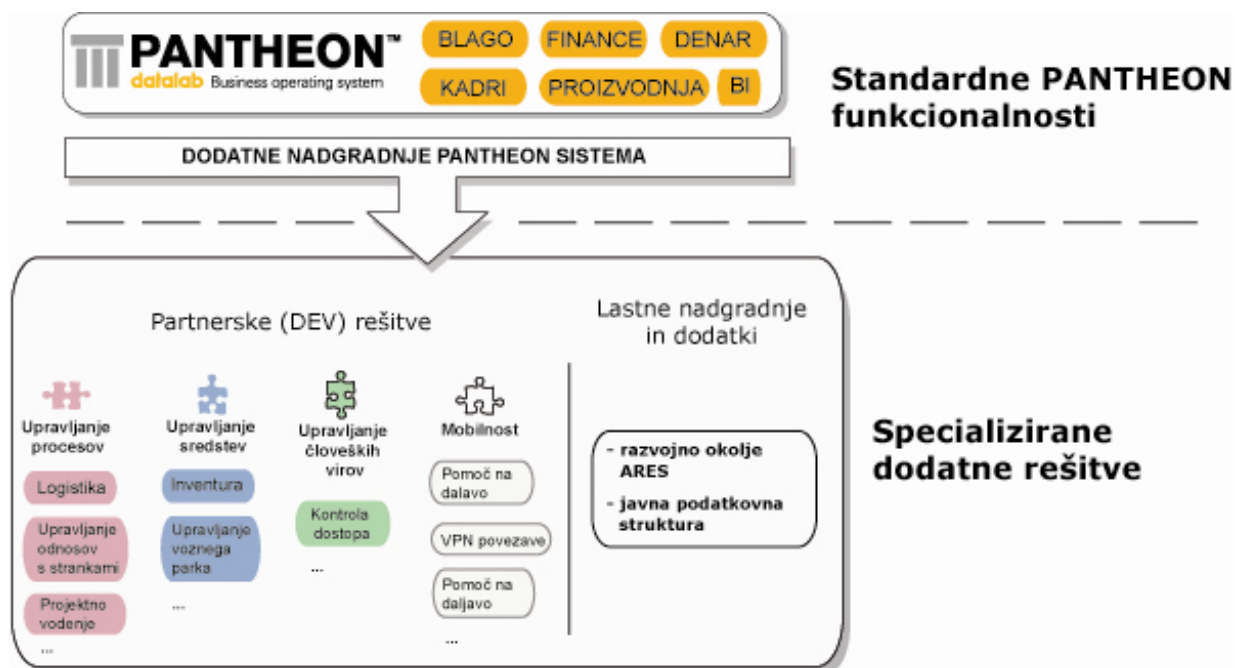 PANTHEON™
datalab Business operating system
BLAGO
FINANCE
DENAR
KADRI
PROIZVODNJA
BI
Standardne PANTHEON
funkcionalnosti
DODATNE NADGRADNJE PANTHEON SISTEMA
Partnerske (DEV) rešitve
Upravljanje
procesov
Logistika
Upravljanje
odnosov
s strankami
Projektno
vodenje
...
Upravljanje
sredstev
Inventura
Upravljanje
voznega
parka
...
Upravljanje
človeških
virov
Kontrola
dostopa
...
Mobilnost
Pomoč na
dalavo
VPN povezave
Pomoč na
daljavo
...
Lastne nadgradnje
in dodatki
- razvojno okolje
ARES
- javna podatkovna
struktura
Specializirane
dodatne rešitve